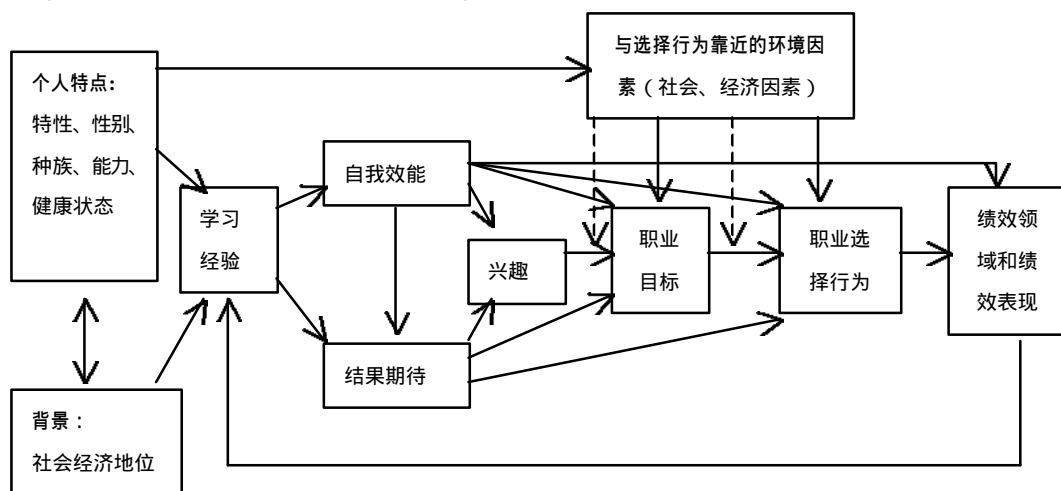 与选择行为靠近的环境因
素（社会、经济因素）
个人特点:
特性、性别、
种族、能力、
健康状态
自我效能
学习
经验
兴趣
职业
目标
职业选
择行为
绩效领
域和绩
效表现
结果期待
背景：
社会经济地位